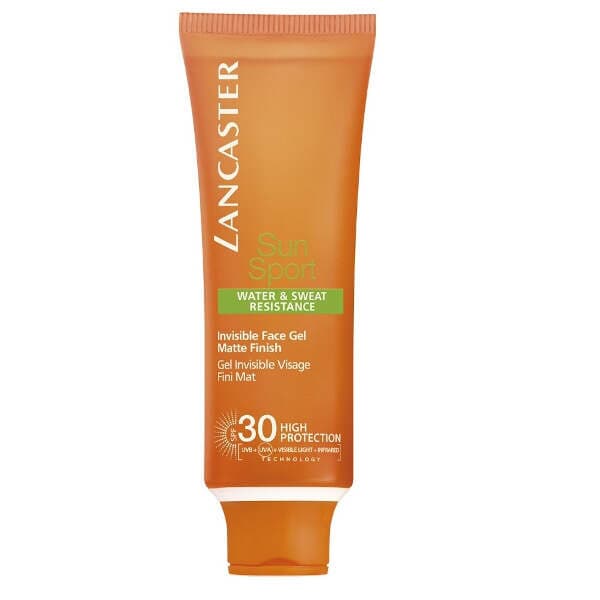 LANCASTER
Sun
Sport
WATER & SWEAT
RESISTANCE
Invisible Face Gel
Matte Finish
Gel Invisible Visage
Fini Mat
SPF 30 HIGH
PROTECTION
UVB + UVA + VISIBLE LIGHT + INFRARED
TECHNOLOGY